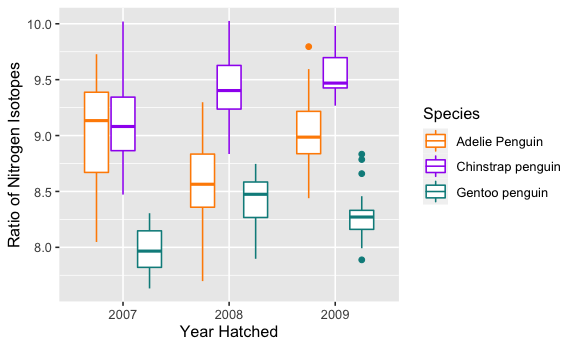 Ratio of Nitrogen Isotopes
10.0
9.5
9.0
8.5
8.0
2007 2008 2009
Year Hatched
Species
Adelie Penguin
Chinstrap penguin
Gentoo penguin